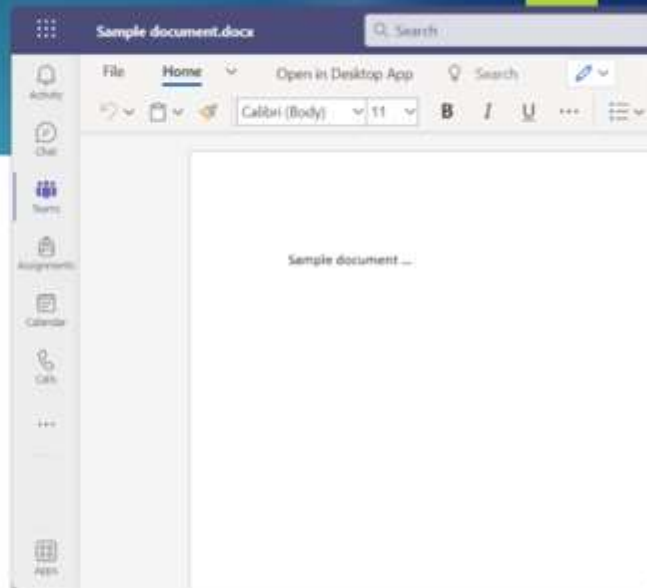 Sample document.docx
Search
File Home Open in Desktop App Search
Calibri (Body) 11 B I U ...
Activity
Chat
Teams
Assignments
Calendar
Calls
...
Apps
Sample document ...